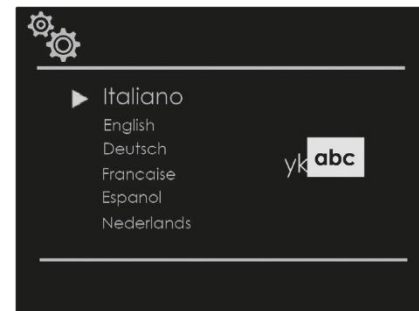 Italiano
English
Deutsch
Francaise
Espanol
Nederlands
yk abc